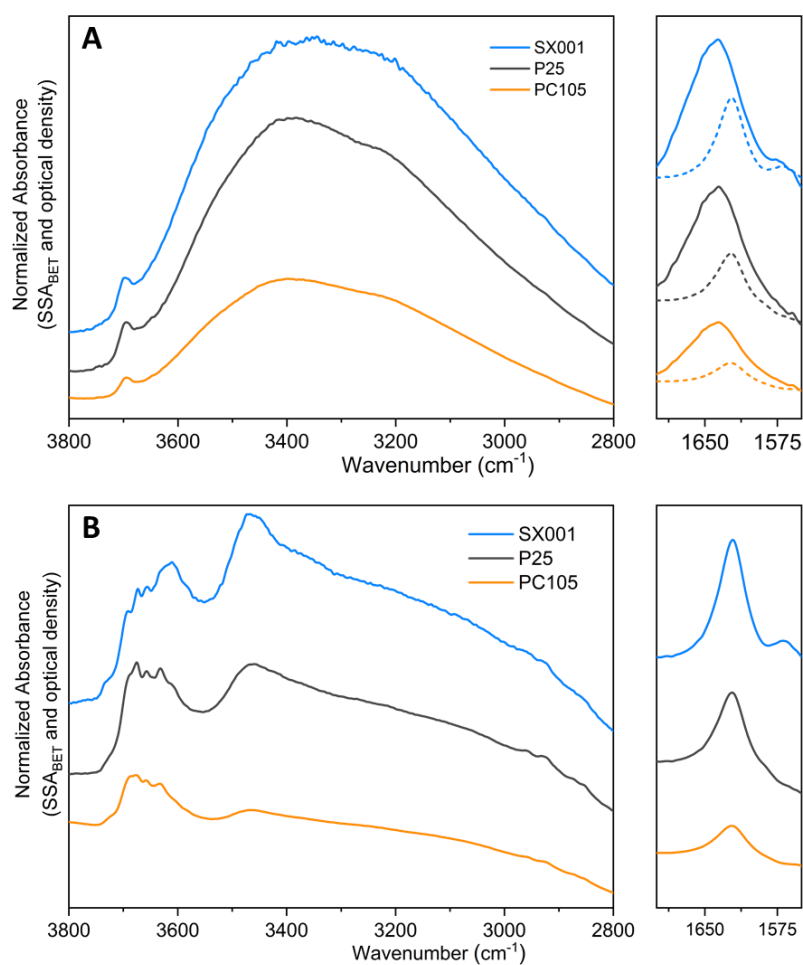 A
SX001
P25
PC105
Normalized Absorbance
(SSABET and optical density)
3800 3600 3400 3200 3000 2800
1650 1575
Wavenumber (cm-1)
B
SX001
P25
PC105
Normalized Absorbance
(SSABET and optical density)
3800 3600 3400 3200 3000 2800
1650 1575
Wavenumber (cm-1)